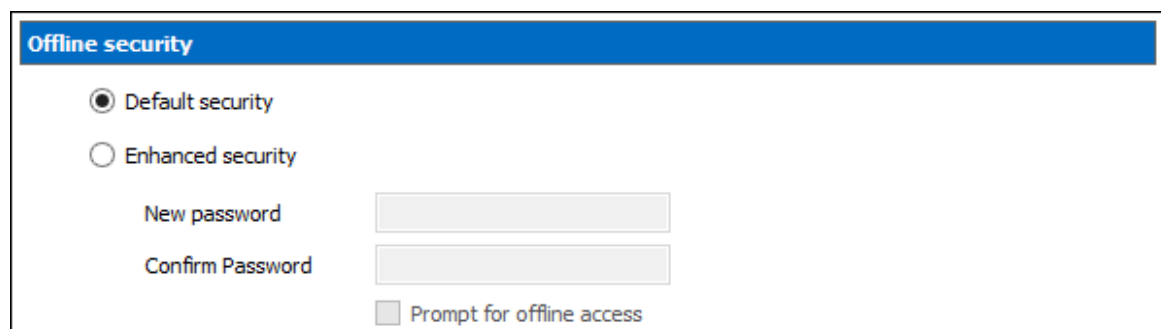 Offline security
Default security
Enhanced security
New password
Confirm Password
Prompt for offline access